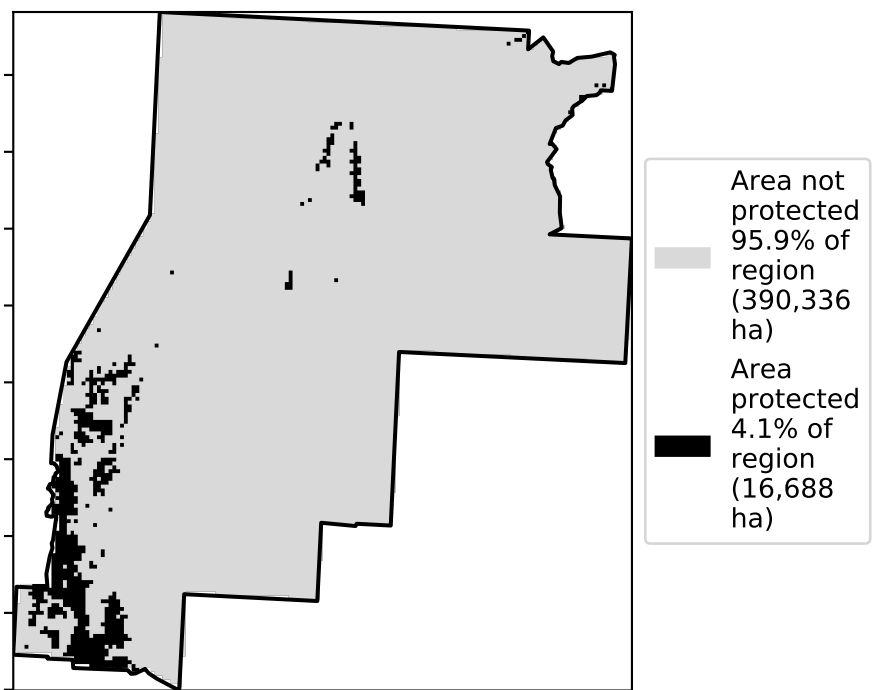 Area not
protected
95.9% of
region
(390,336
ha)
Area
protected
4.1% of
region
(16,688
ha)